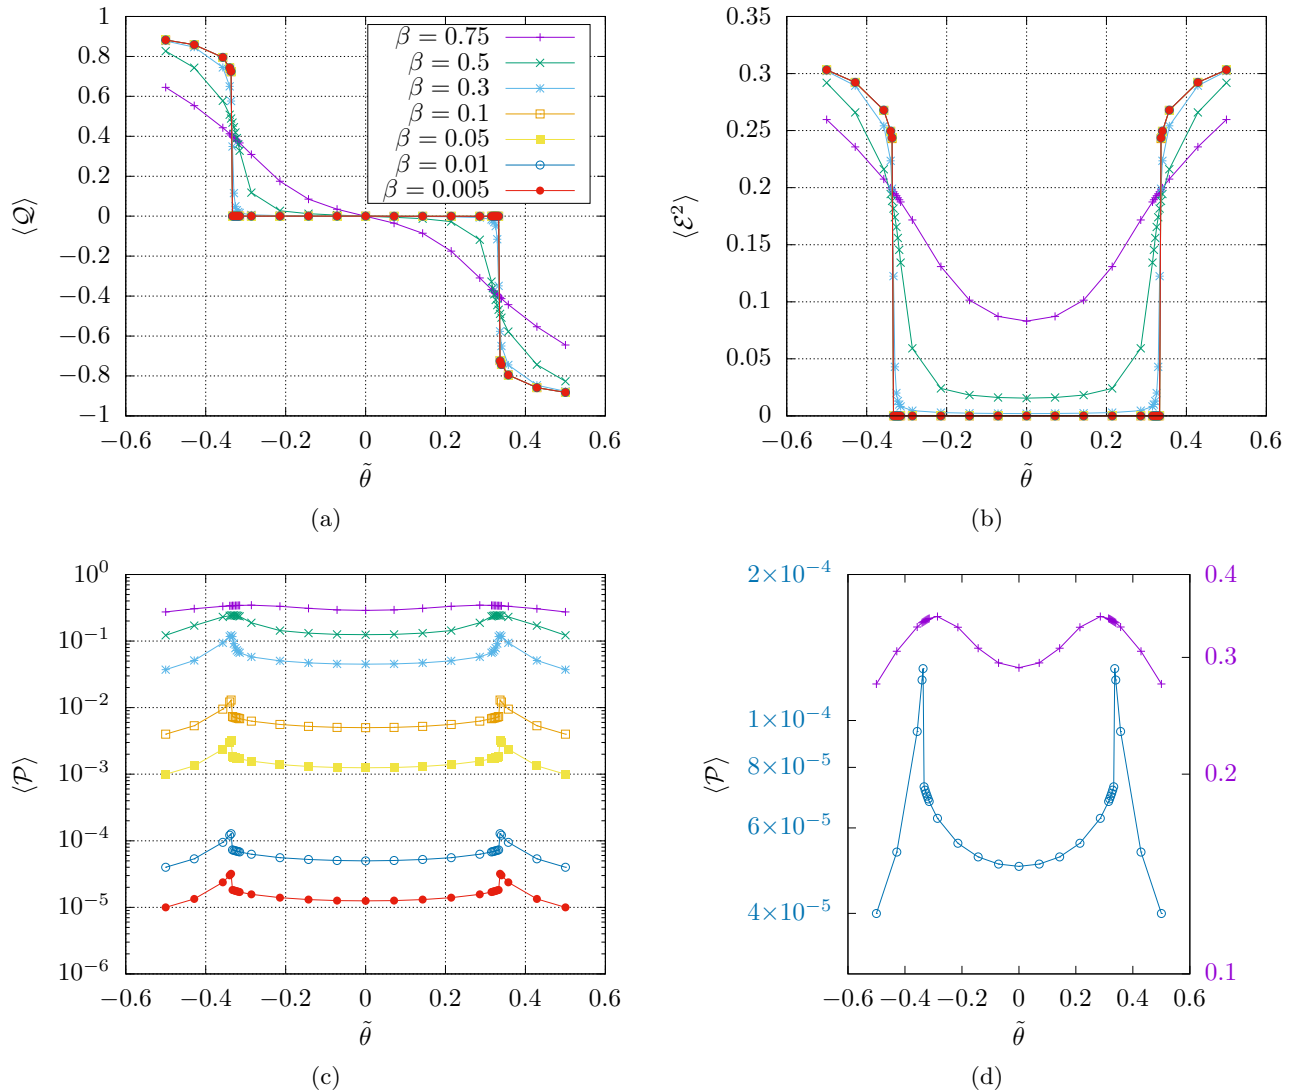 ⟨𝒬⟩
1
0.8
0.6
0.4
0.2
0
−0.2
−0.4
−0.6
−0.8
−1
−0.6 −0.4 −0.2 0 0.2 0.4 0.6
θ̃
β = 0.75
β = 0.5
β = 0.3
β = 0.1
β = 0.05
β = 0.01
β = 0.005
(a)
⟨ℰ²⟩
0.35
0.3
0.25
0.2
0.15
0.1
0.05
0
−0.6 −0.4 −0.2 0 0.2 0.4 0.6
θ̃
(b)
⟨𝒫⟩
10⁰
10⁻¹
10⁻²
10⁻³
10⁻⁴
10⁻⁵
10⁻⁶
−0.6 −0.4 −0.2 0 0.2 0.4 0.6
θ̃
(c)
⟨𝒫⟩
2×10⁻⁴
1×10⁻⁴
8×10⁻⁵
6×10⁻⁵
4×10⁻⁵
0.4
0.3
0.2
0.1
−0.6 −0.4 −0.2 0 0.2 0.4 0.6
θ̃
(d)